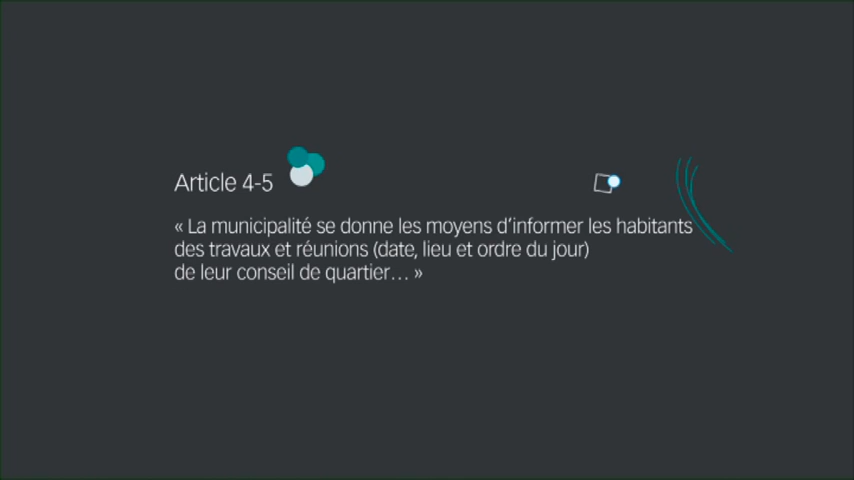 Article 4-5
« La municipalité se donne les moyens d’informer les habitants
des travaux et réunions (date, lieu et ordre du jour)
de leur conseil de quartier… »